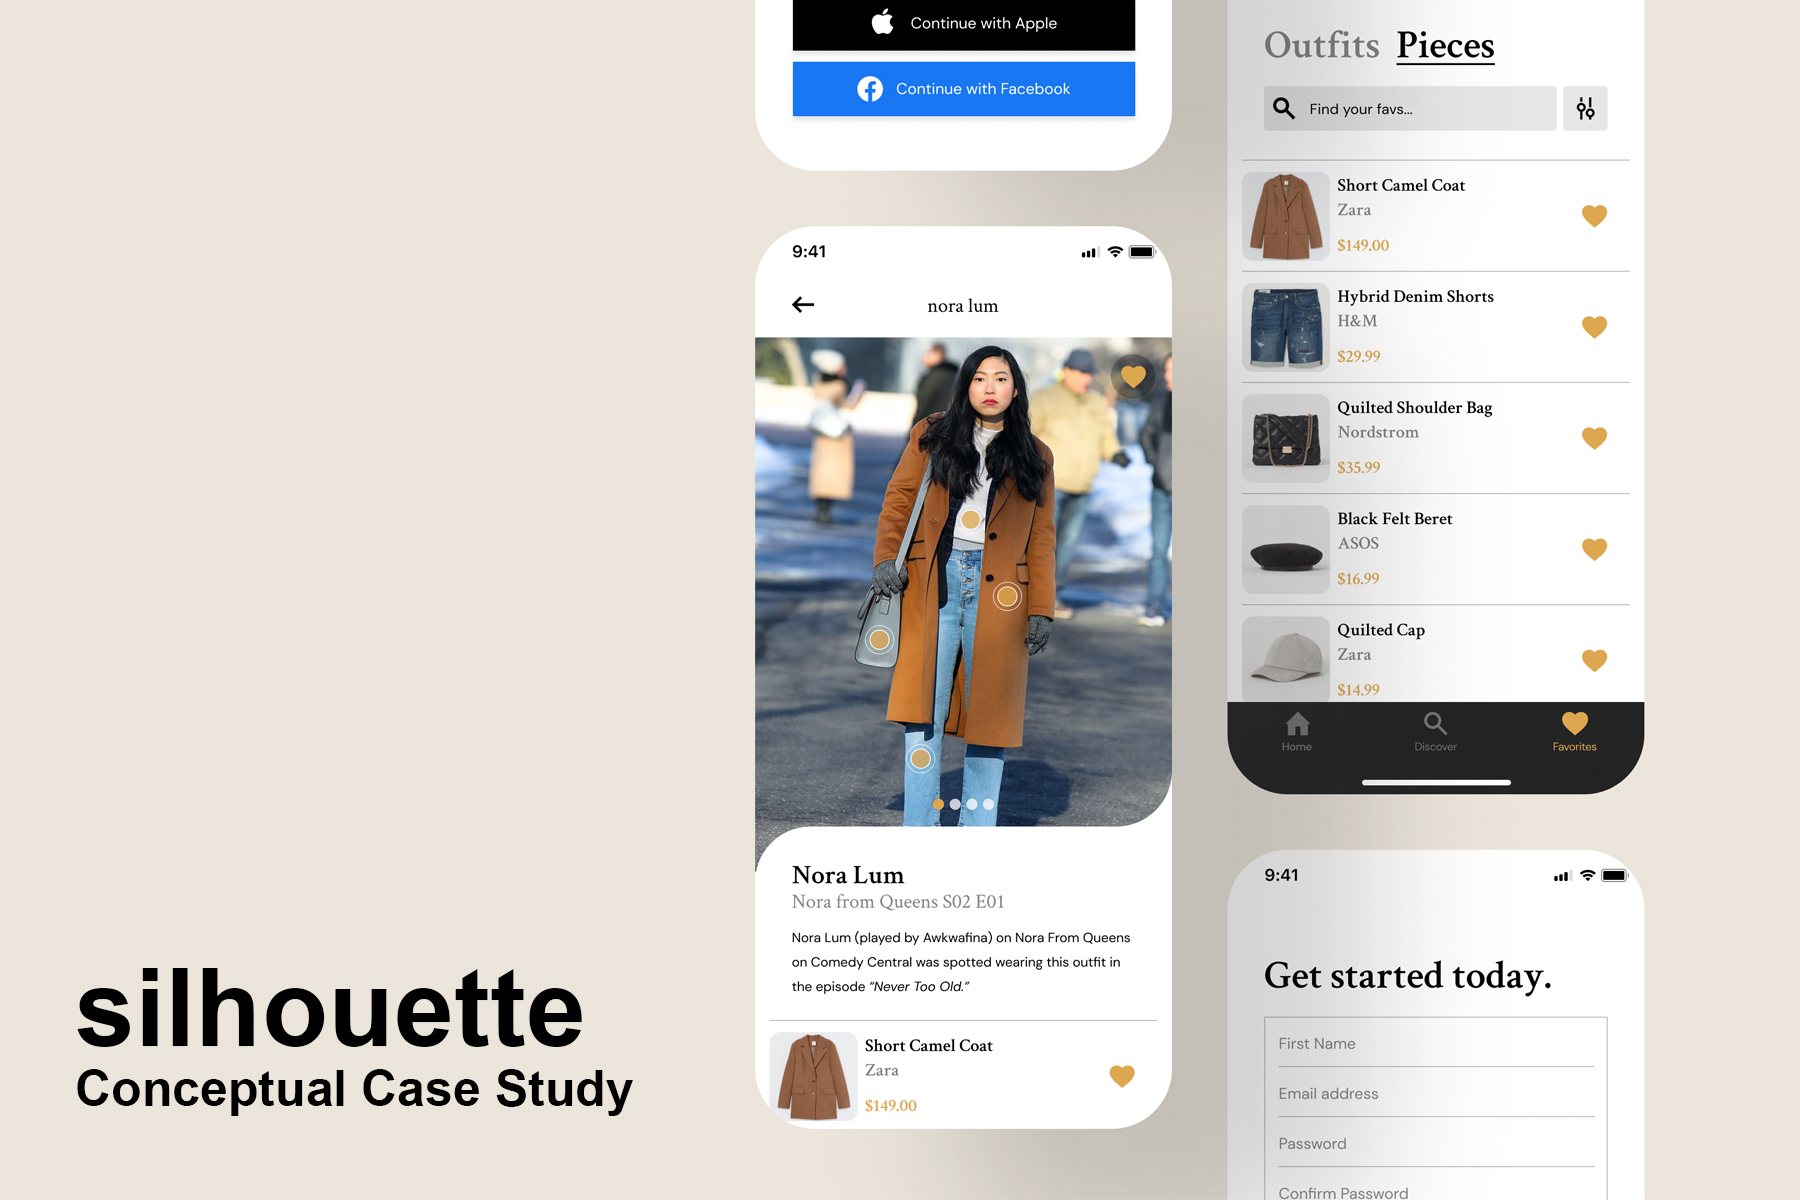 silhouette
Conceptual Case Study
Continue with Apple
Continue with Facebook
9:41
nora lum
Nora Lum
Nora from Queens S02 E01
Nora Lum (played by Awkwafina) on Nora From Queens
on Comedy Central was spotted wearing this outfit in
the episode “Never Too Old.”
Short Camel Coat
Zara
$149.00
Outfits Pieces
Find your favs...
Short Camel Coat
Zara
$149.00
Hybrid Denim Shorts
H&M
$29.99
Quilted Shoulder Bag
Nordstrom
$35.99
Black Felt Beret
ASOS
$16.99
Quilted Cap
Zara
$14.99
Home Discover Favorites
9:41
Get started today.
First Name
Email address
Password
Confirm Password